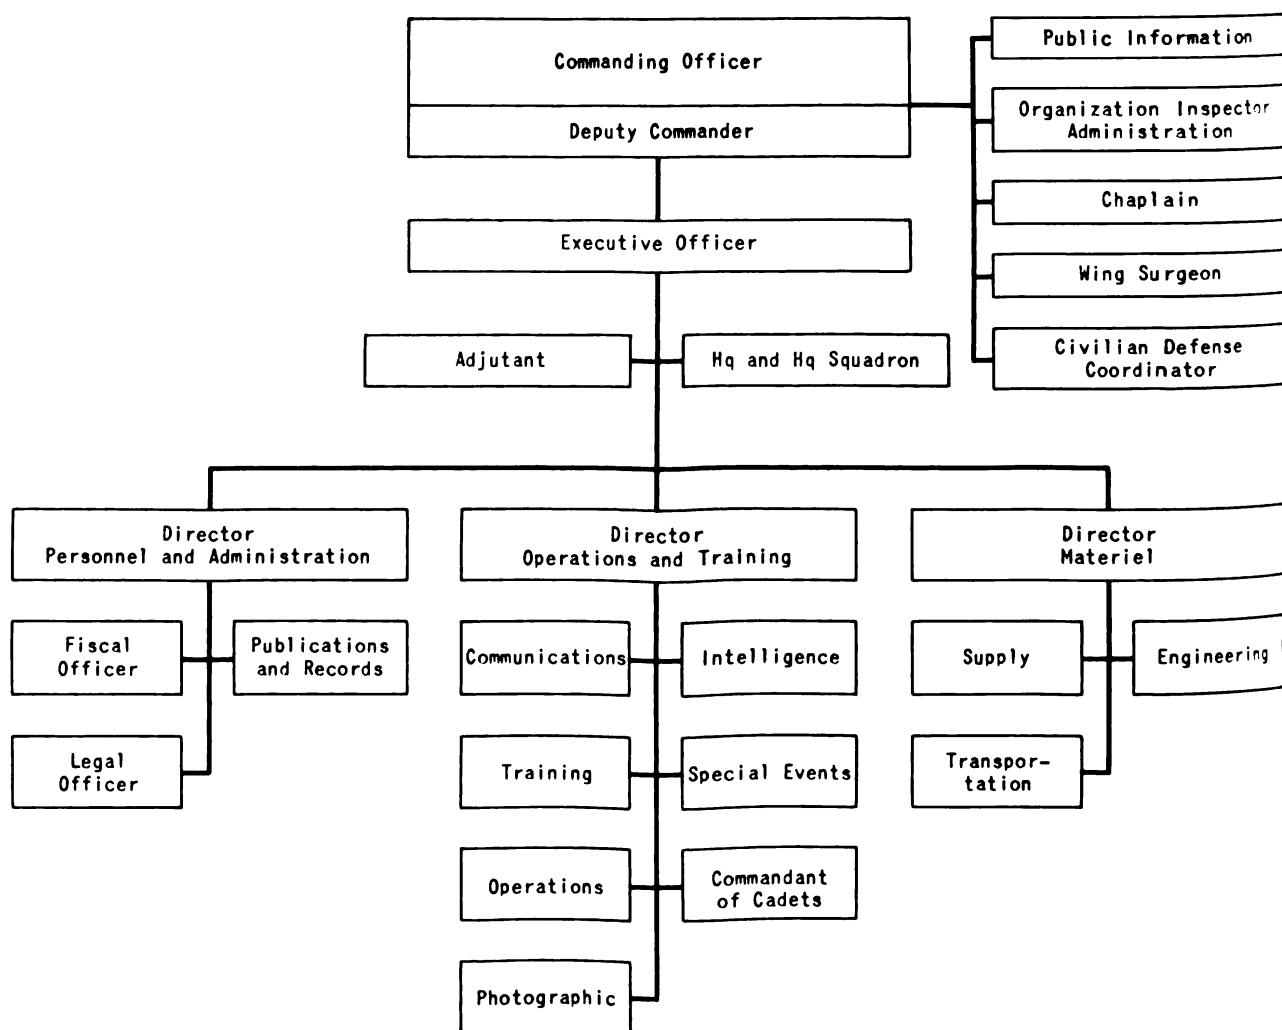 Commanding Officer
Deputy Commander
Public Information
Organization Inspector
Administration
Chaplain
Executive Officer
Wing Surgeon
Adjutant
Hq and Hq Squadron
Civilian Defense
Coordinator
Director
Personnel and Administration
Director
Operations and Training
Director
Materiel
Fiscal
Officer
Publications
and Records
Communications
Intelligence
Supply
Engineering
Legal
Officer
Training
Special Events
Transpor-
tation
Operations
Commandant
of Cadets
Photographic